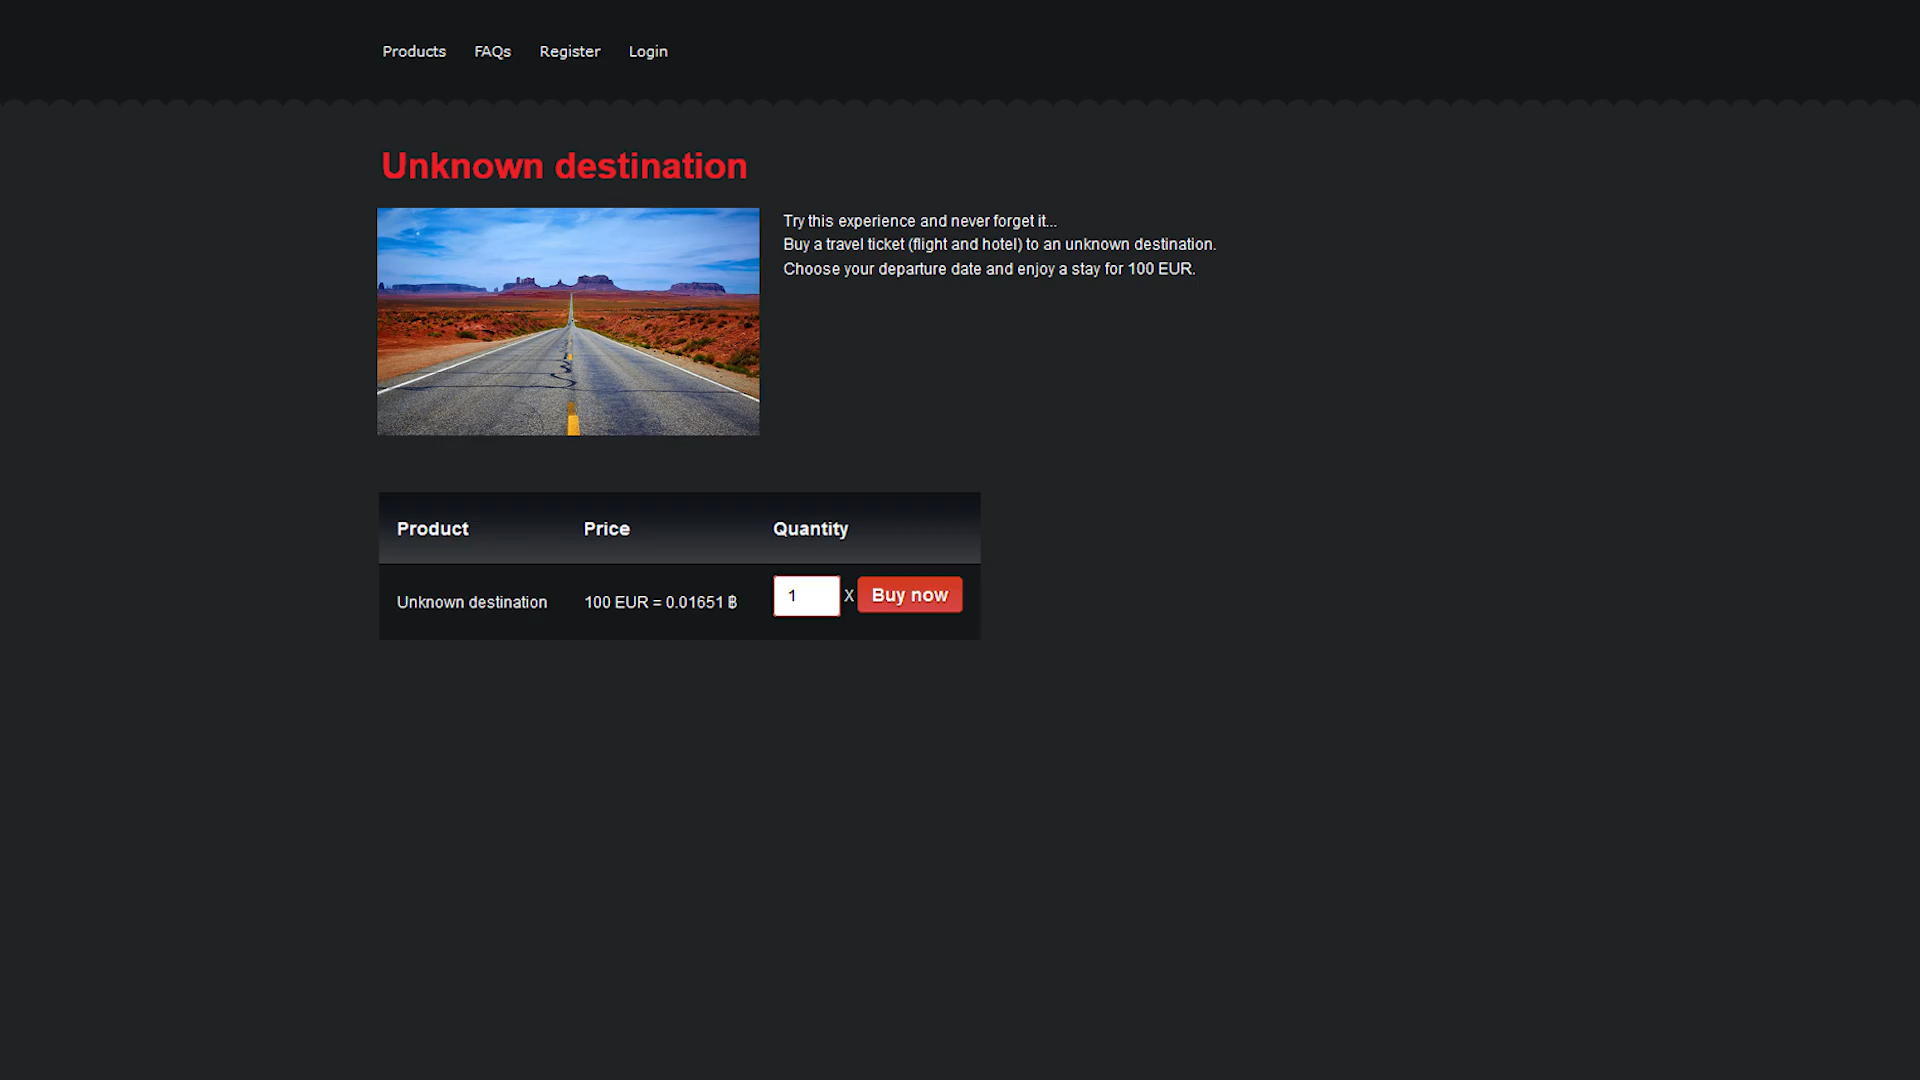 Products FAQs Register Login
Unknown destination
Try this experience and never forget it...
Buy a travel ticket (flight and hotel) to an unknown destination.
Choose your departure date and enjoy a stay for 100 EUR.
Product Price Quantity
Unknown destination 100 EUR = 0.01651 ฿ 1 X Buy now